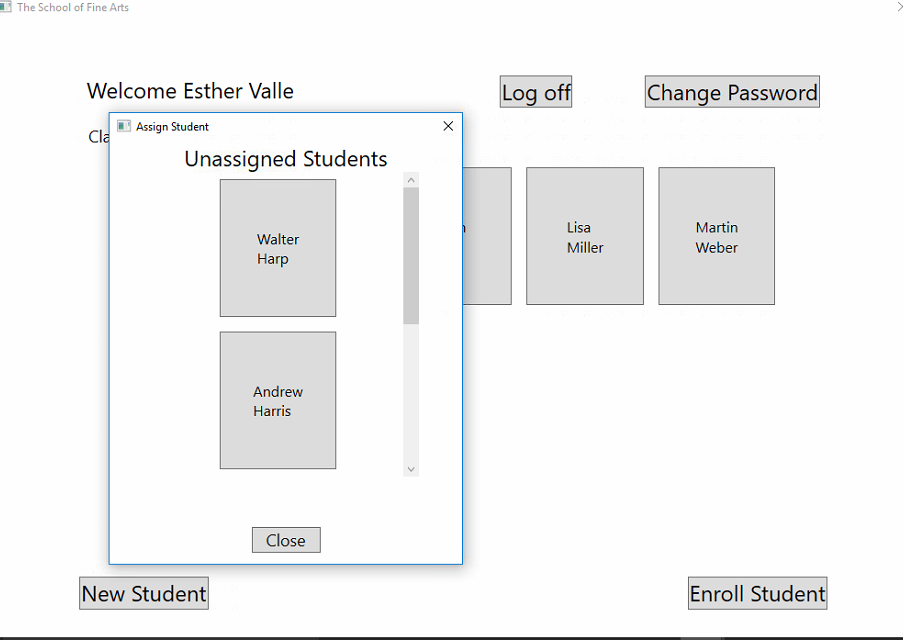 The School of Fine Arts
Welcome Esther Valle
Log off
Change Password
Assign Student
Unassigned Students
Walter
Harp
Andrew
Harris
Close
Lisa
Miller
Martin
Weber
New Student
Enroll Student